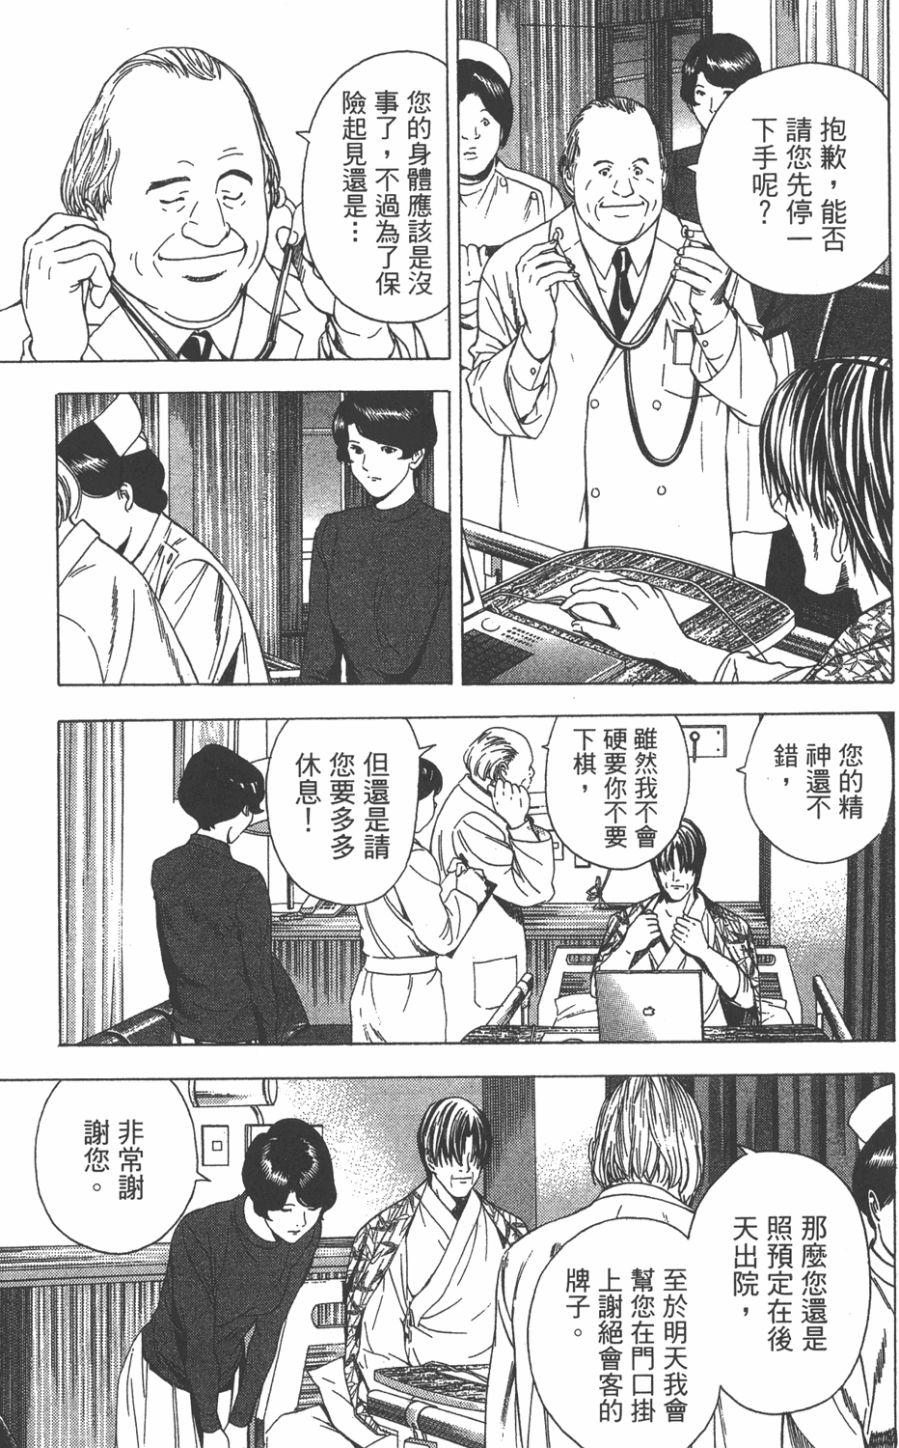 抱歉，能否
請您先停一
下手呢？
您的身體應該是沒
事了，不過為了保
險起見還是…
您的精
神還不
錯，
雖然我不會
硬要你不要
下棋，
但還是請
您要多多
休息！
那麼您還是
照預定在後
天出院，
至於明天我會
幫您在門口掛
上謝絕會客的
牌子。
非常謝
謝您。